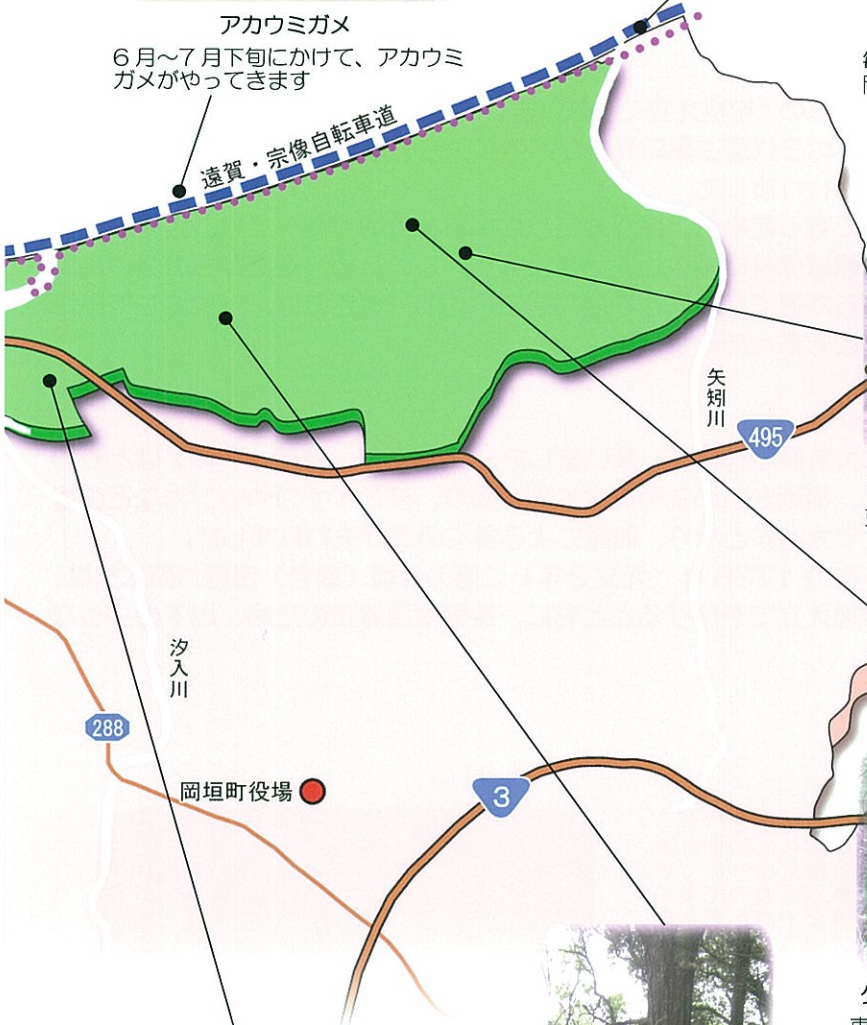 アカウミガメ
6月～7月下旬にかけて、アカウミ
ガメがやってきます
遠賀・宗像自転車道
矢矧川
495
汐入川
288
岡垣町役場
3